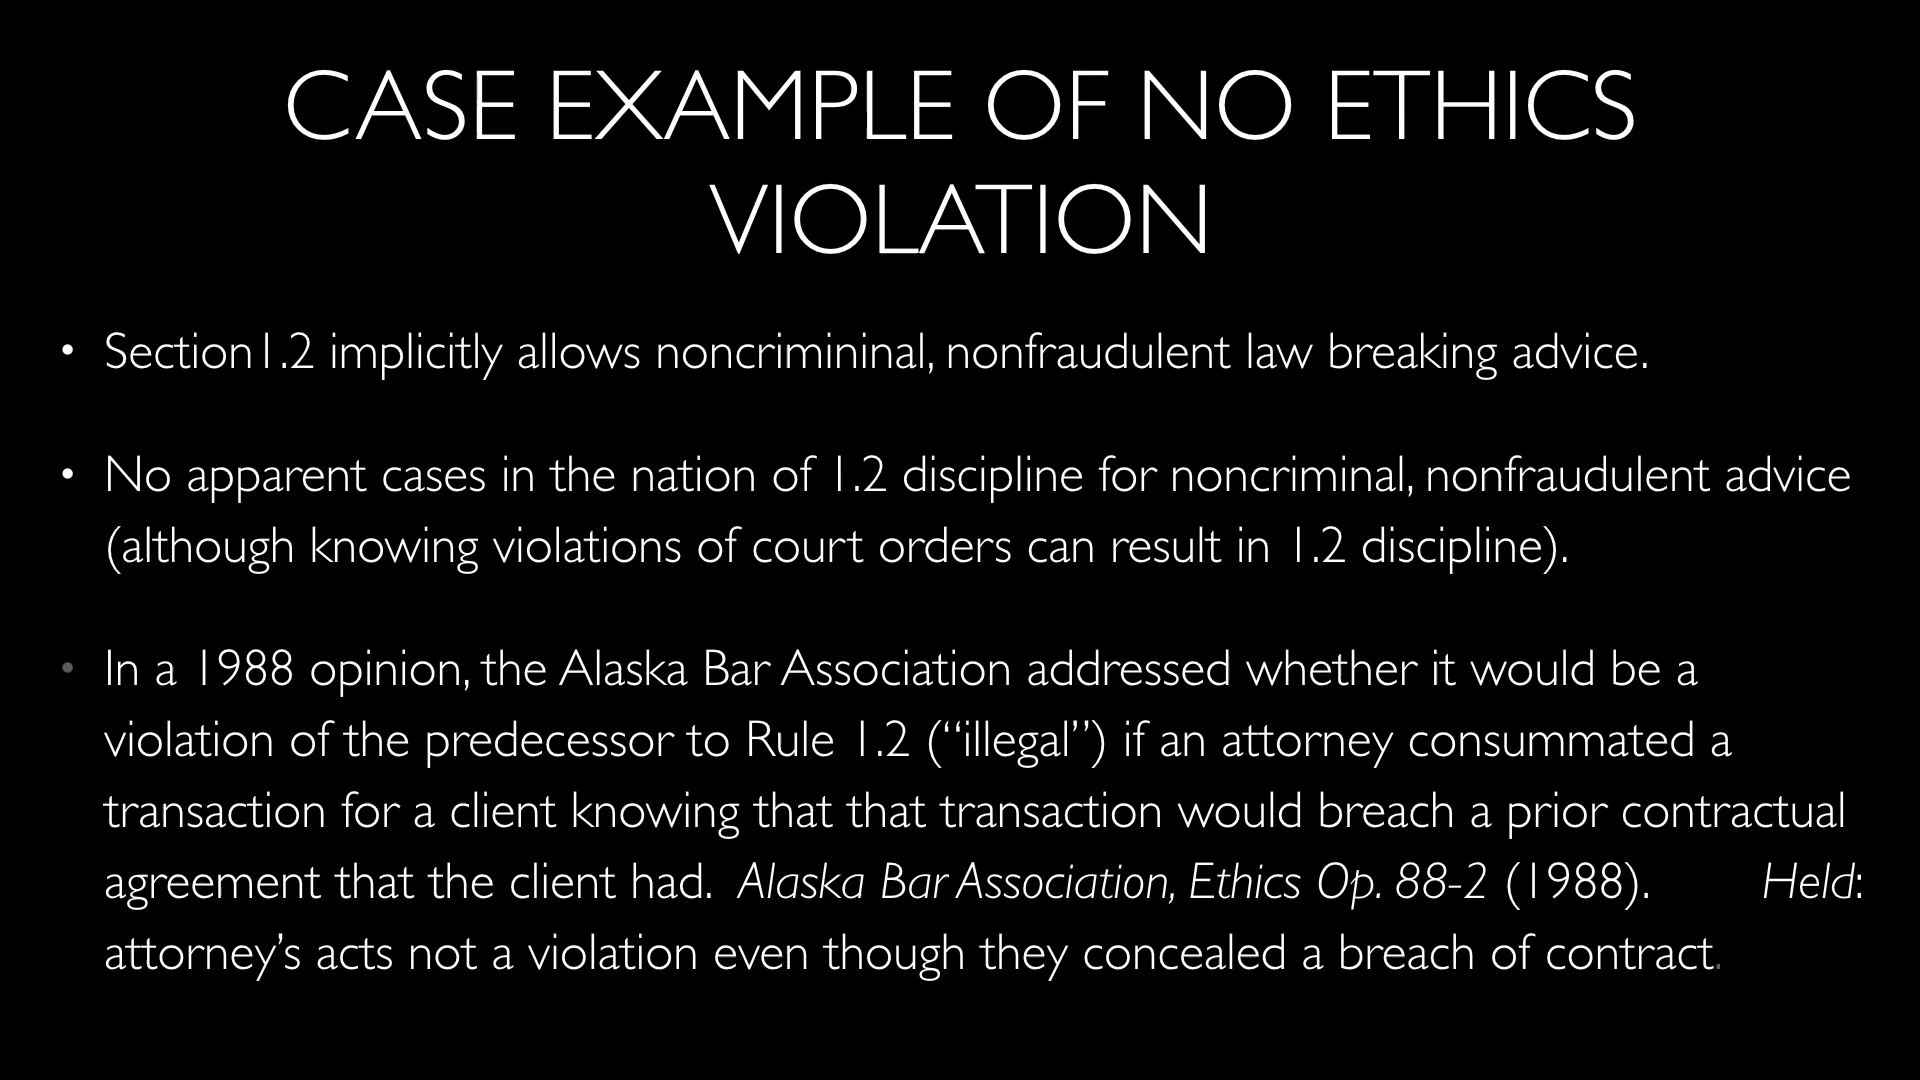 CASE EXAMPLE OF NO ETHICS
VIOLATION
• Section1.2 implicitly allows noncrimininal, nonfraudulent law breaking advice.
• No apparent cases in the nation of 1.2 discipline for noncriminal, nonfraudulent advice
(although knowing violations of court orders can result in 1.2 discipline).
• In a 1988 opinion, the Alaska Bar Association addressed whether it would be a
violation of the predecessor to Rule 1.2 (“illegal”) if an attorney consummated a
transaction for a client knowing that that transaction would breach a prior contractual
agreement that the client had. Alaska Bar Association, Ethics Op. 88-2 (1988). Held:
attorney’s acts not a violation even though they concealed a breach of contract.